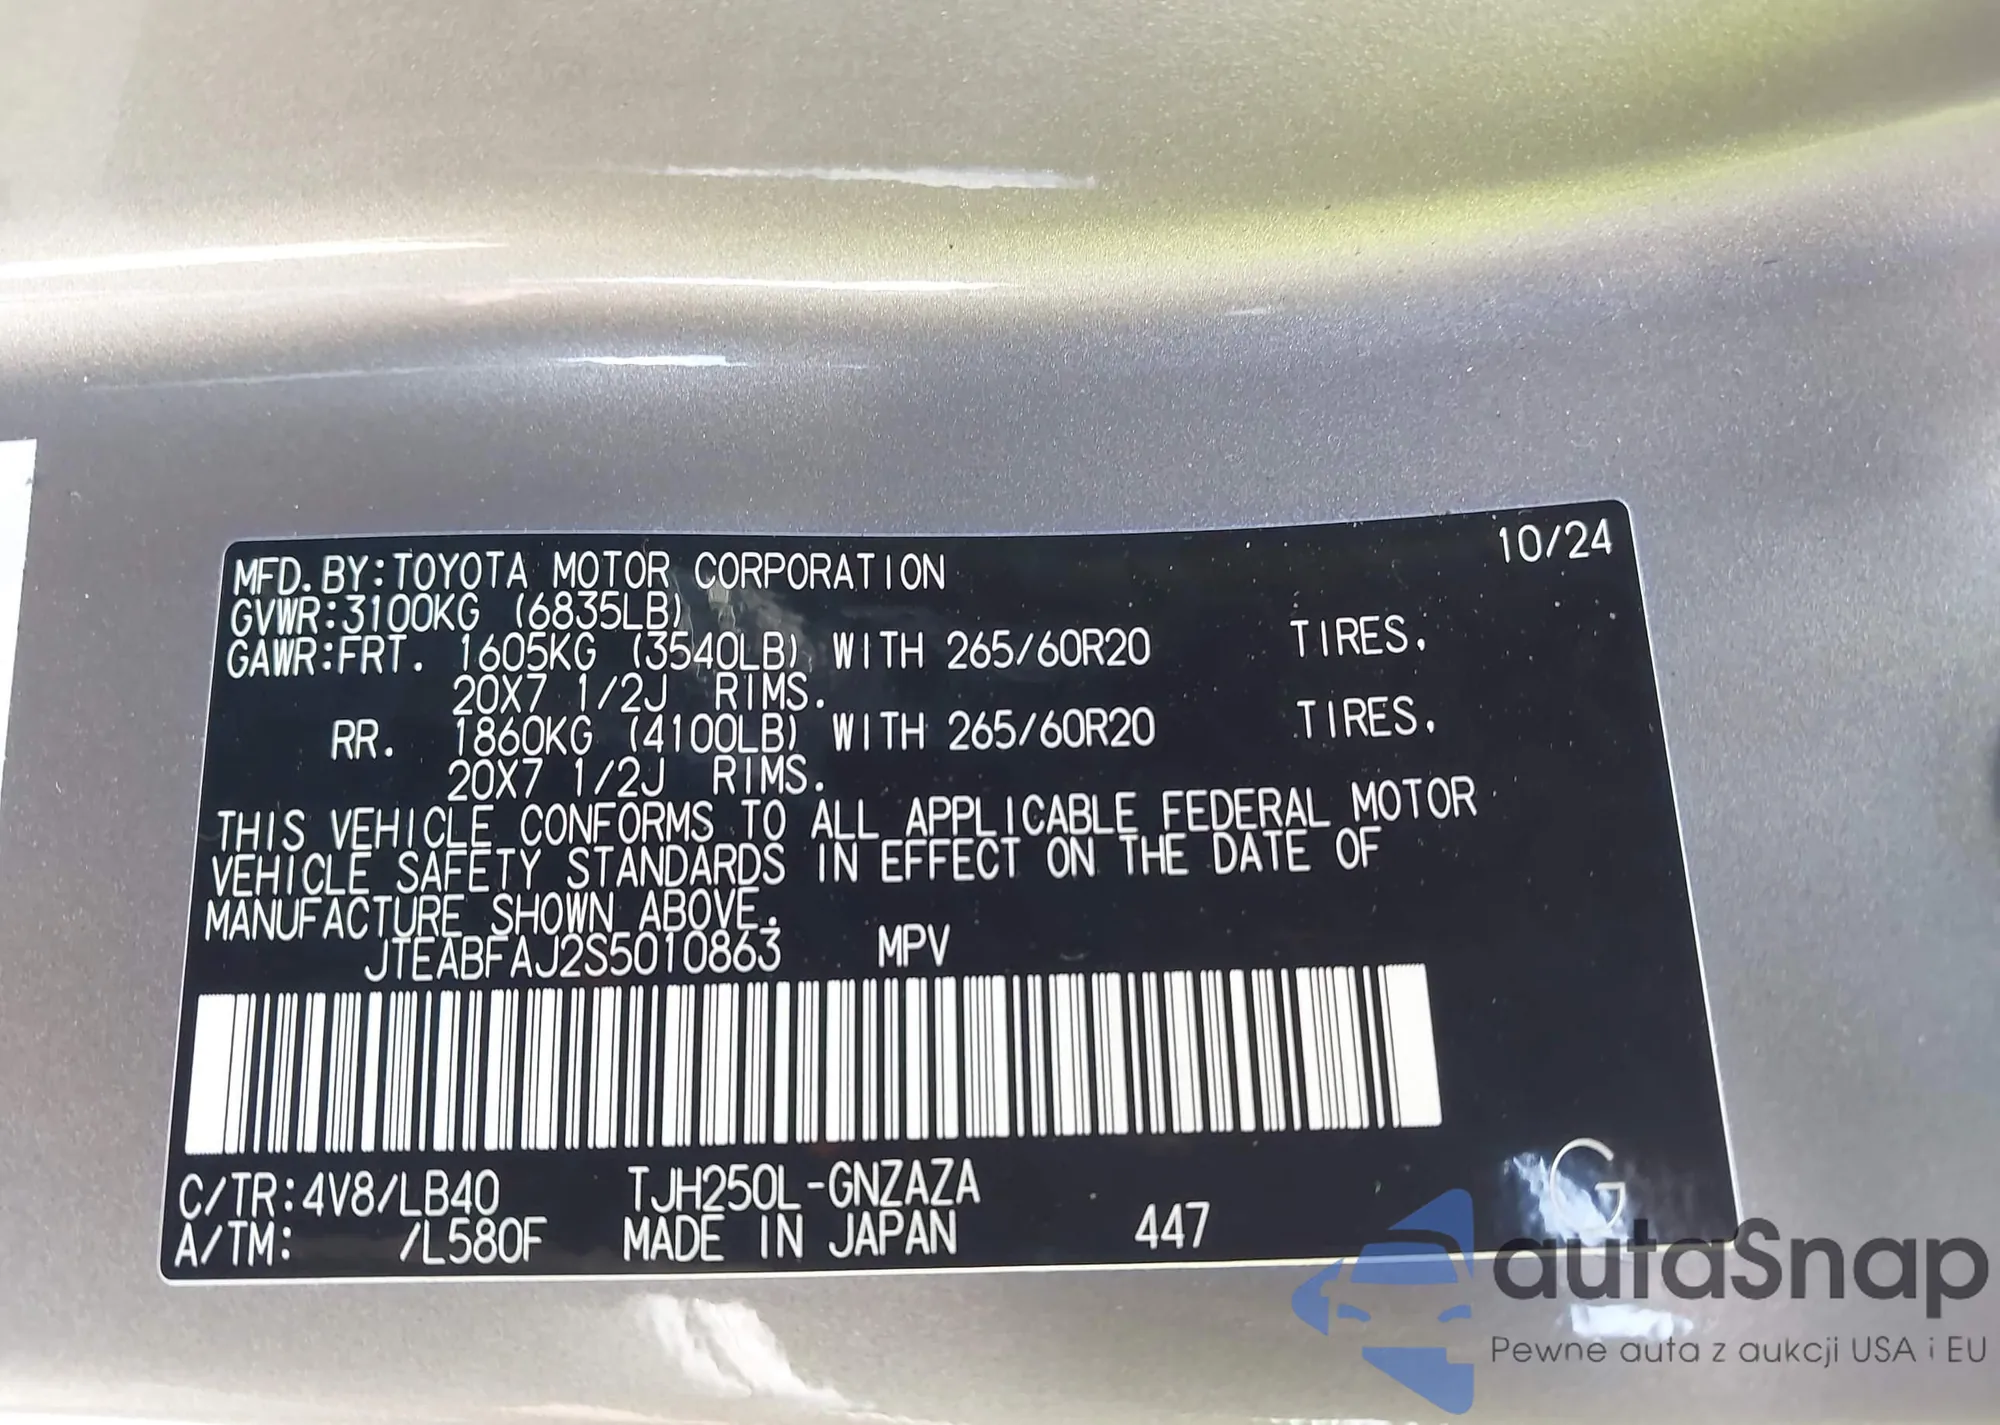 10/24
MFD.BY:TOYOTA MOTOR CORPORATION
GVWR:3100KG (6835LB)
GAWR:FRT. 1605KG (3540LB) WITH 265/60R20 TIRES,
20X7 1/2J RIMS.
RR. 1860KG (4100LB) WITH 265/60R20 TIRES,
20X7 1/2J RIMS.
THIS VEHICLE CONFORMS TO ALL APPLICABLE FEDERAL MOTOR
VEHICLE SAFETY STANDARDS IN EFFECT ON THE DATE OF
MANUFACTURE SHOWN ABOVE.
JTEABFAJ2S5010863 MPV
C/TR:4V8/LB40 TJH250L-GNZAZA
A/TM: /L580F MADE IN JAPAN 447
G
autaSnap
Pewne auta z aukcji USA i EU